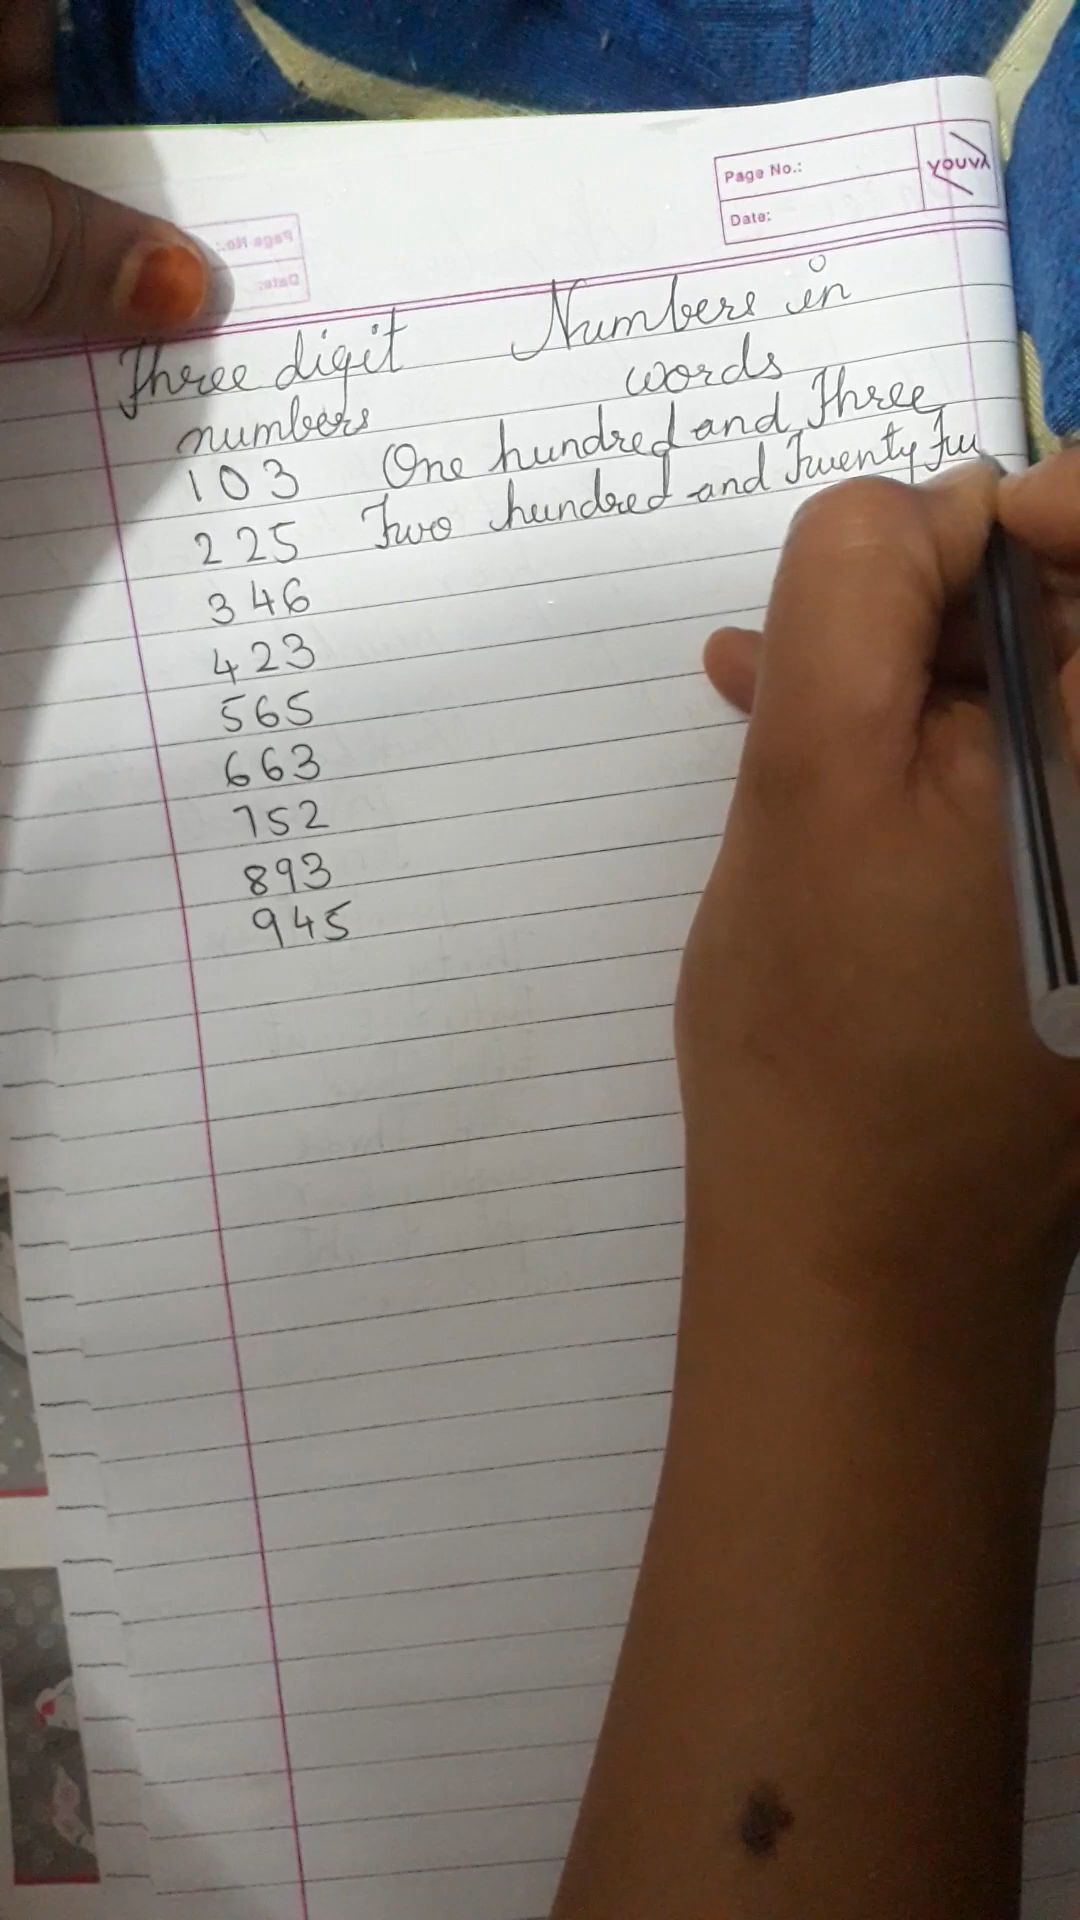 Page No.:
YOUVA
Date:
Three digit Numbers in
numbers words
103 One hundred and Three
225 Two hundred and Twenty
346
423
565
663
752
893
945